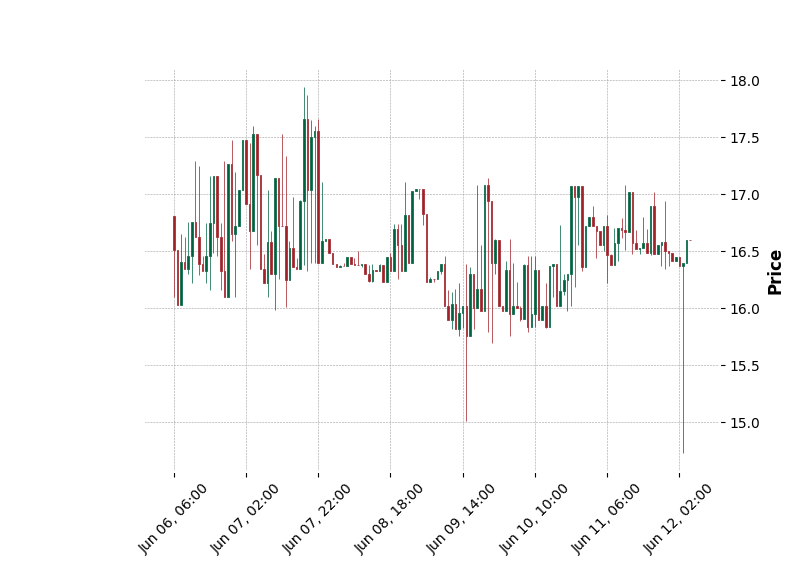 18.0
17.5
17.0
16.5
16.0
15.5
15.0
Price
Jun 06, 06:00
Jun 07, 02:00
Jun 07, 22:00
Jun 08, 18:00
Jun 09, 14:00
Jun 10, 10:00
Jun 11, 06:00
Jun 12, 02:00